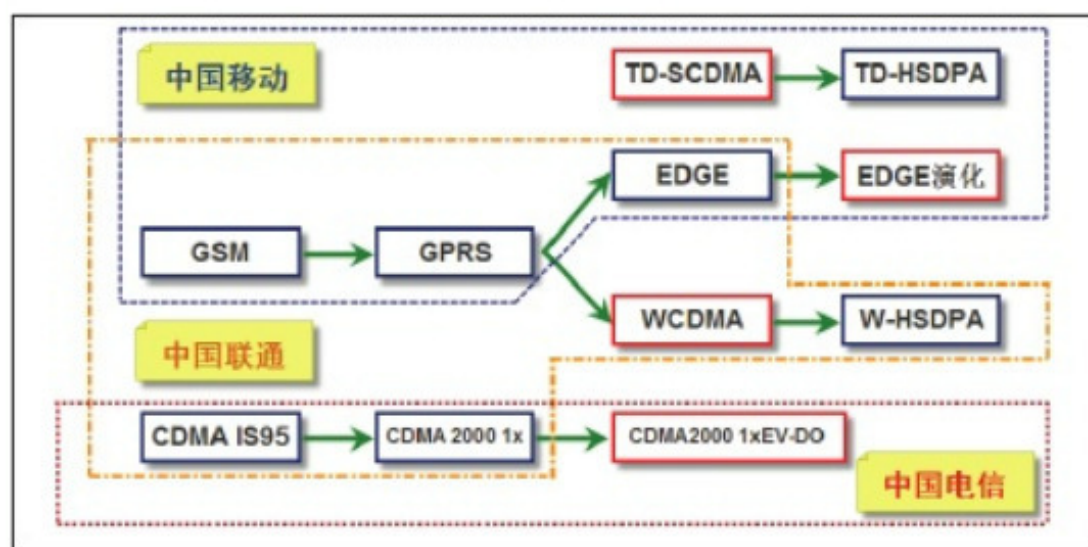 中国移动
TD-SCDMA
TD-HSDPA
EDGE
EDGE演化
GSM
GPRS
WCDMA
W-HSDPA
中国联通
CDMA IS95
CDMA 2000 1x
CDMA2000 1xEV-DO
中国电信